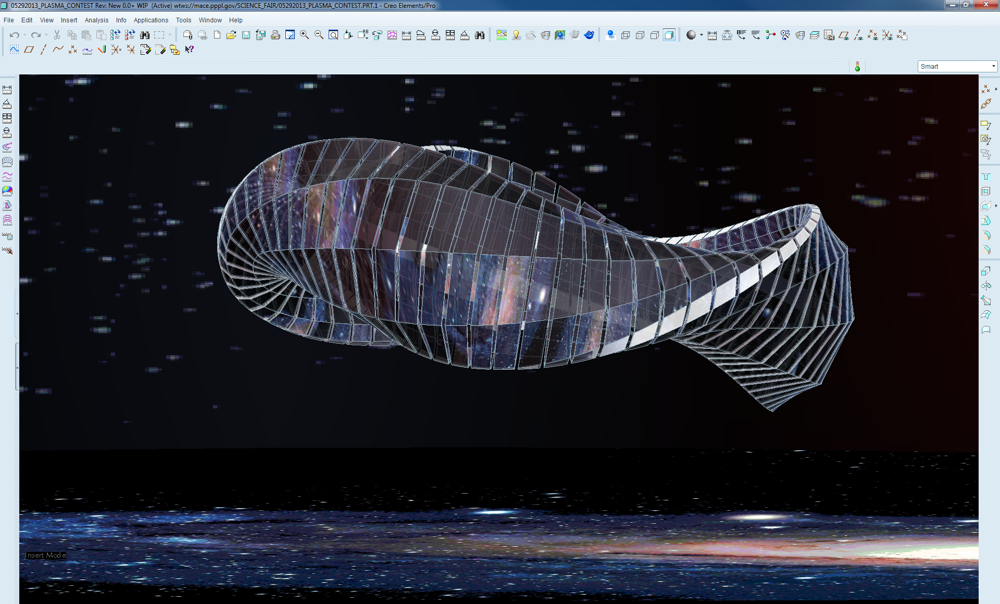 05292013_PLASMA_CONTEST Rev: New 0.0+ WIP (Active) wtws://mace.pppl.gov/SCIENCE_FAIR/05292013_PLASMA_CONTEST.PRT.1 - Creo Elements/Pro
File Edit View Insert Analysis Info Applications Tools Window Help
Smart
Insert Mode